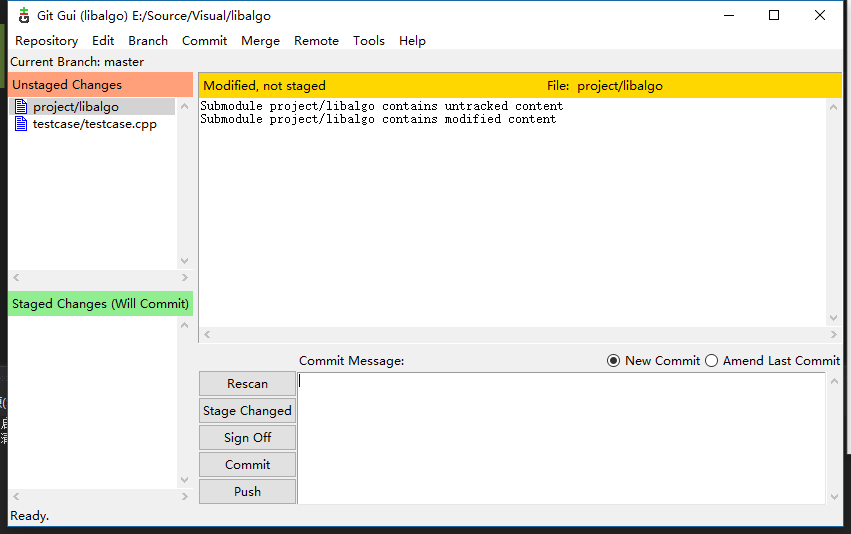 Git Gui (libalgo) E:/Source/Visual/libalgo
Repository Edit Branch Commit Merge Remote Tools Help
Current Branch: master
Unstaged Changes
project/libalgo
testcase/testcase.cpp
Modified, not staged File: project/libalgo
Submodule project/libalgo contains untracked content
Submodule project/libalgo contains modified content
Staged Changes (Will Commit)
Commit Message: New Commit Amend Last Commit
Rescan
Stage Changed
Sign Off
Commit
Push
Ready.